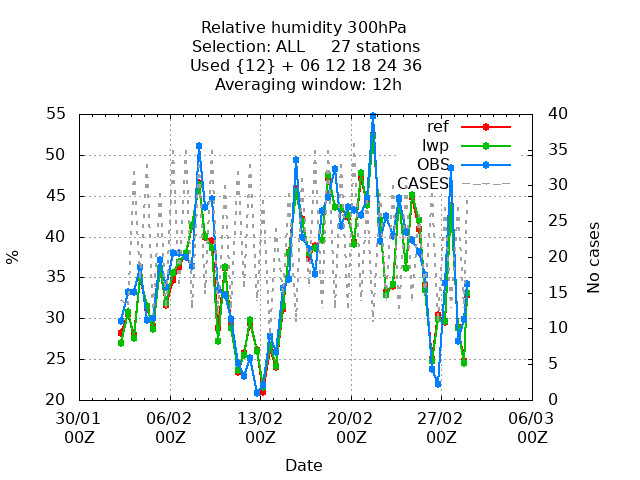 Relative humidity 300hPa
Selection: ALL 27 stations
Used {12} + 06 12 18 24 36
Averaging window: 12h
55
50
45
40
35
30
25
20
%
40
35
30
25
20
15
10
5
0
No cases
ref
lwp
OBS
CASES
30/01 06/02 13/02 20/02 27/02 06/03
00Z 00Z 00Z 00Z 00Z 00Z
Date